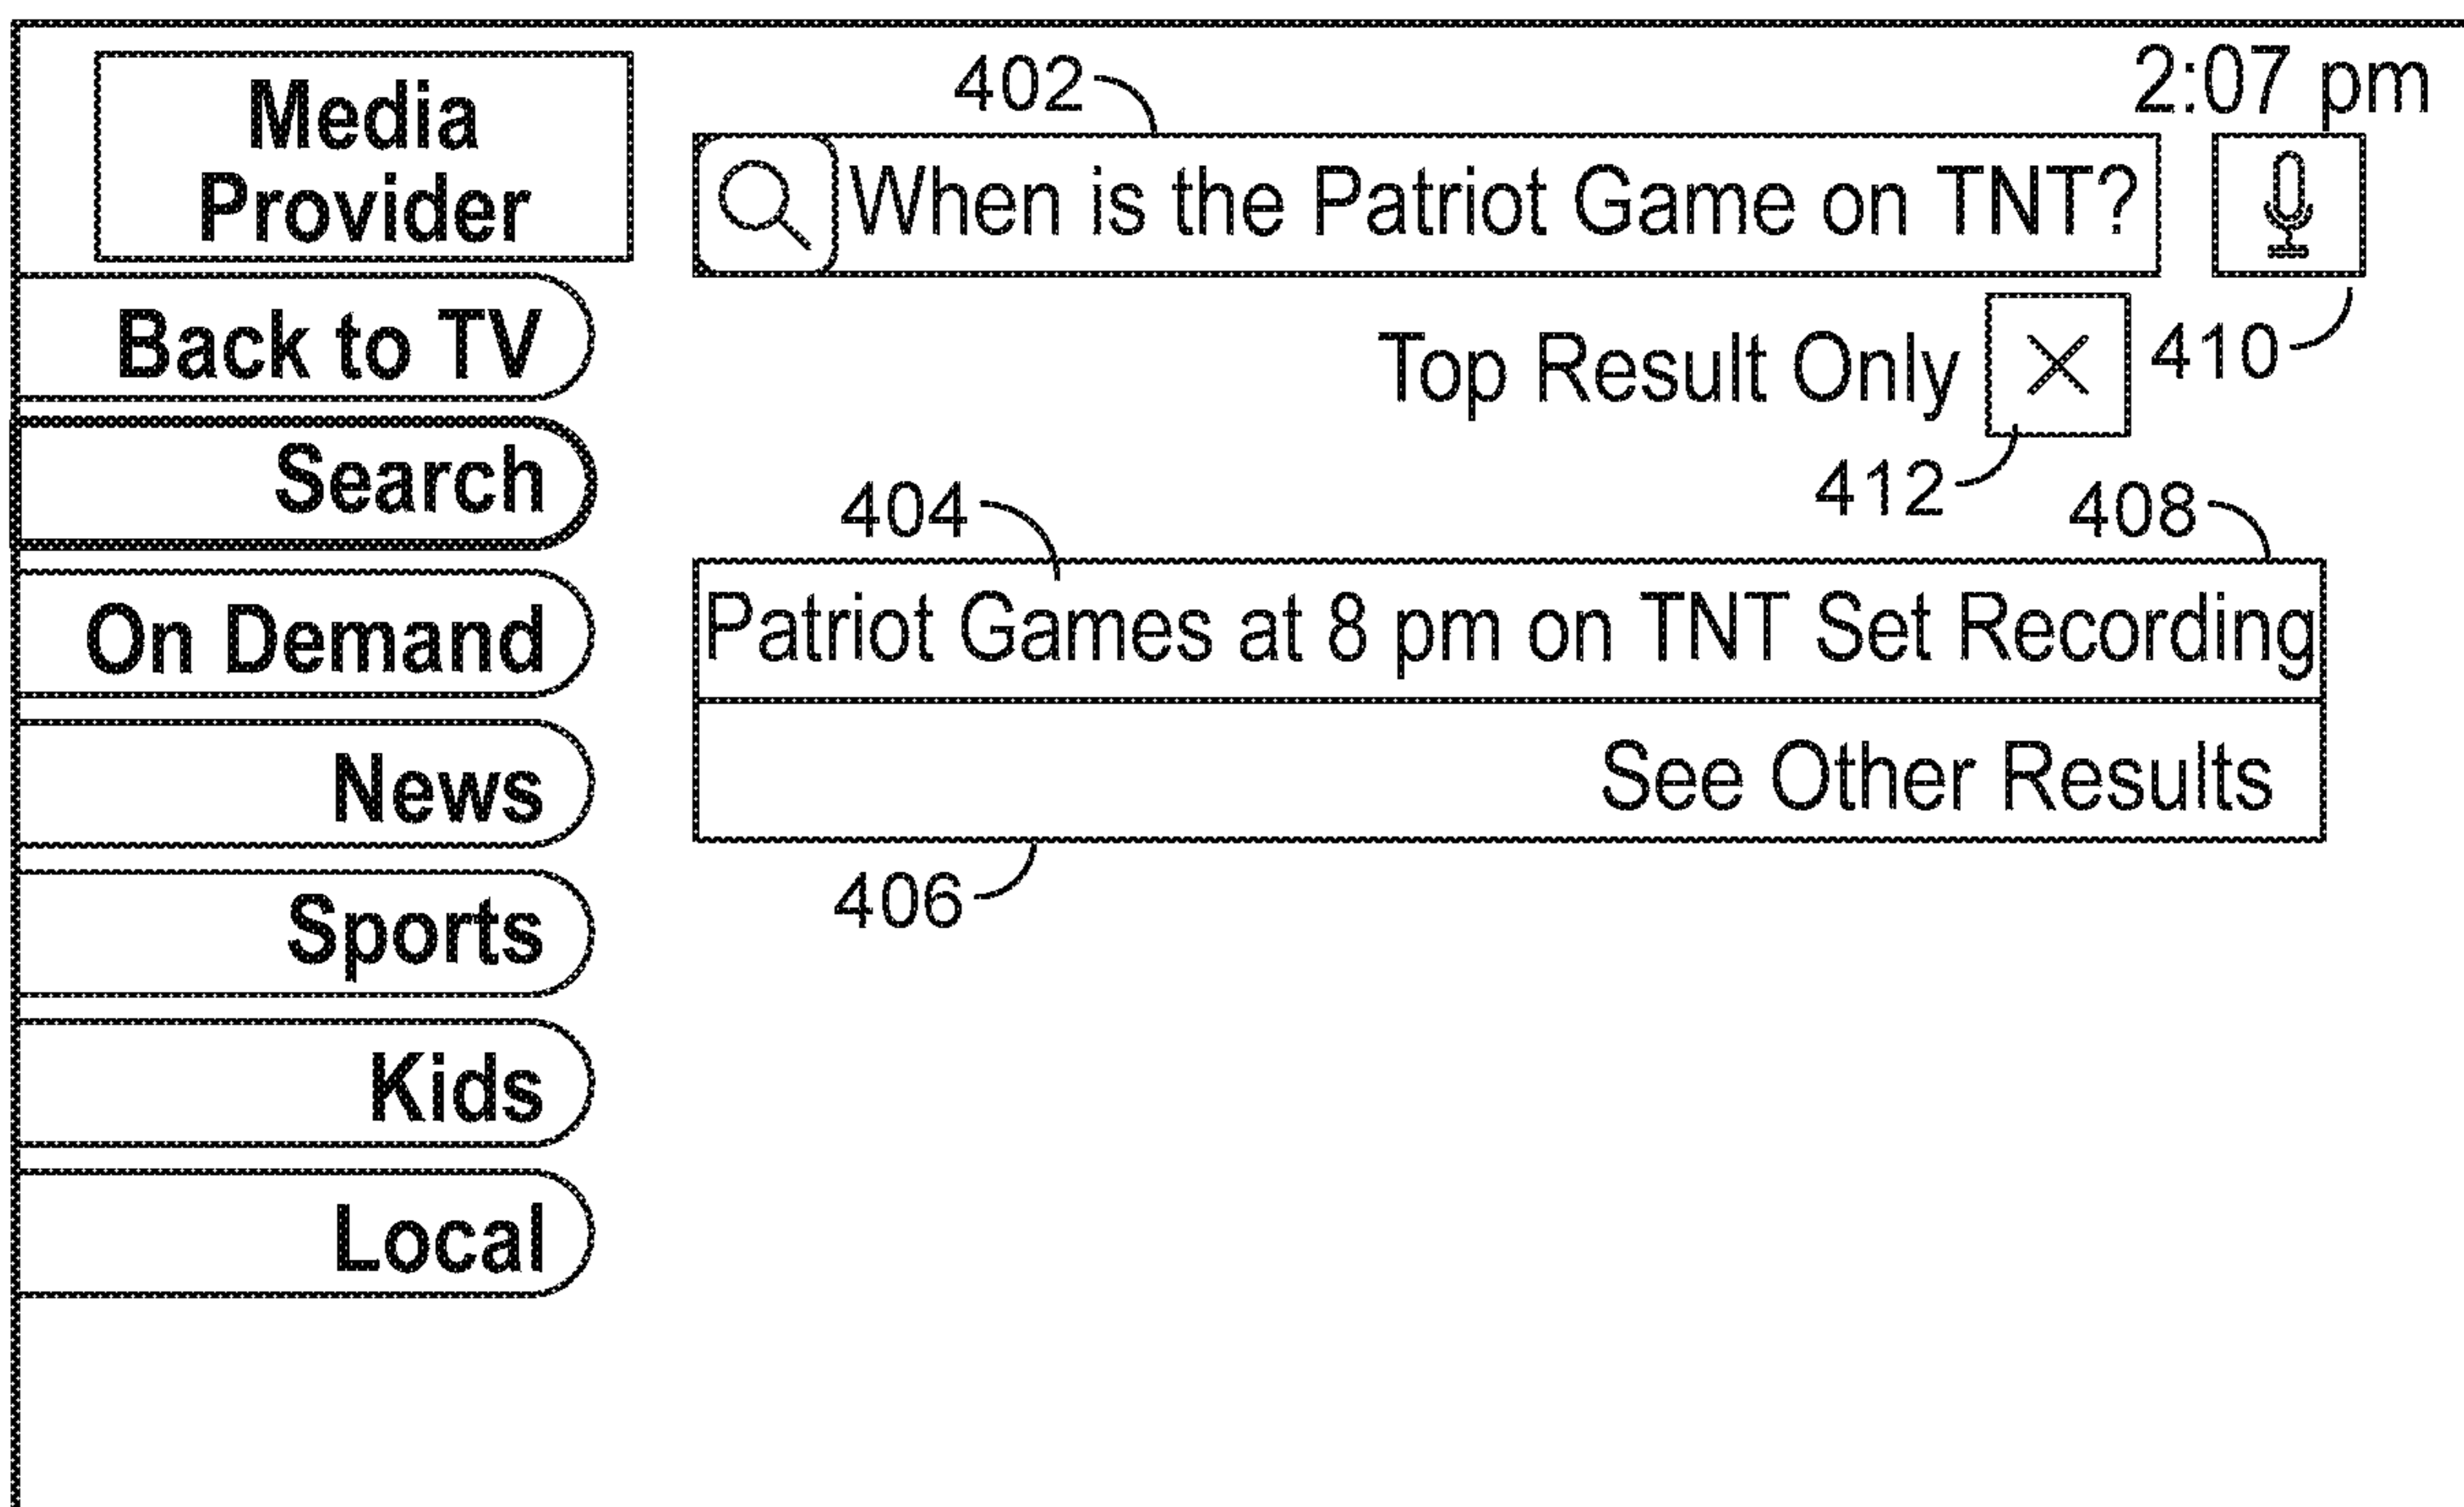 Media
Provider
Back to TV
Search
On Demand
News
Sports
Kids
Local
2:07 pm
402
When is the Patriot Game on TNT?
410
Top Result Only
412
404
408
Patriot Games at 8 pm on TNT Set Recording
See Other Results
406